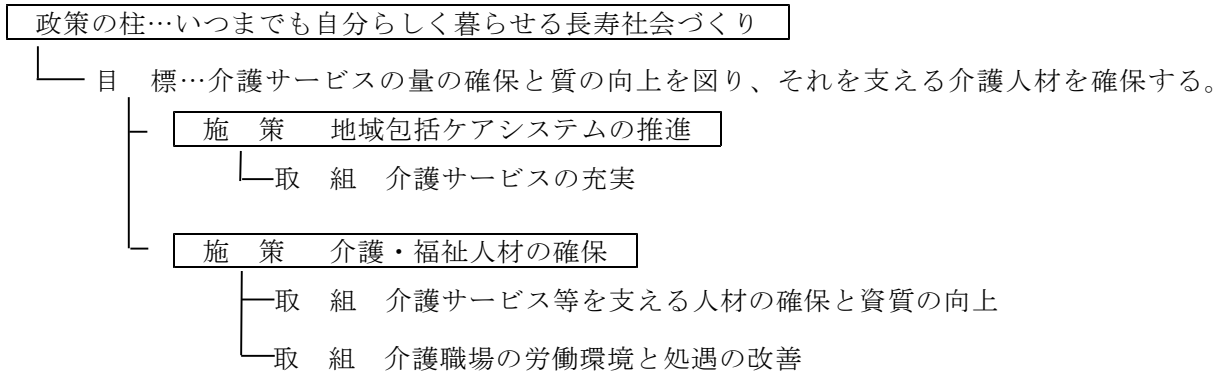 政策の柱…いつまでも自分らしく暮らせる長寿社会づくり
目　標…介護サービスの量の確保と質の向上を図り、それを支える介護人材を確保する。
施　策　地域包括ケアシステムの推進
取　組　介護サービスの充実
施　策　介護・福祉人材の確保
取　組　介護サービス等を支える人材の確保と資質の向上
取　組　介護職場の労働環境と処遇の改善